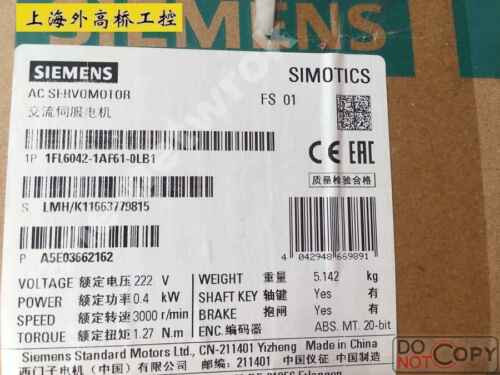 上海外高桥工控
SIEMENS
SIEMENS
SIMOTICS
AC SERVOMOTOR
FS 01
交流伺服电机
1P 1FL6042-1AF61-0LB1
CE EAC
质量检验合格
S LMH/K11663779815
P A5E03662162
4 042948 669891
VOLTAGE 额定电压 222 V
WEIGHT 重量 5.142 kg
POWER 额定功率 0.4 kW
SHAFT KEY 轴键 Yes 有
SPEED 额定转速 3000 r/min
BRAKE 抱闸 Yes 有
TORQUE 额定扭矩 1.27 N.m
ENC.编码器 ABS. MT. 20-bit
Siemens Standard Motors Ltd., CN-211401 Yizheng
西门子电机（中国）有限公司 邮编：211401 中国仪征 中国制造
DO NOT COPY